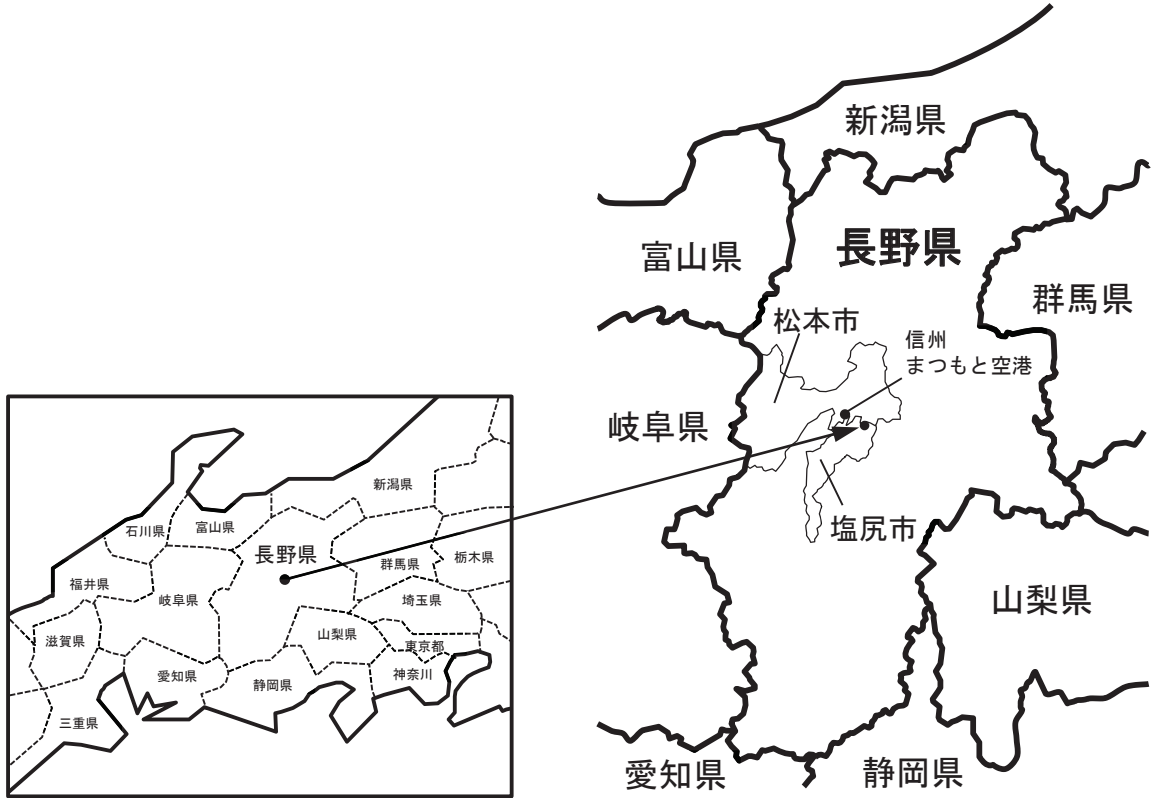 新潟県
長野県
富山県
群馬県
松本市
信州
まつもと空港
岐阜県
塩尻市
山梨県
愛知県
静岡県
新潟県
石川県
富山県
長野県
群馬県
栃木県
福井県
岐阜県
埼玉県
滋賀県
山梨県
東京都
愛知県
静岡県
神奈川
三重県